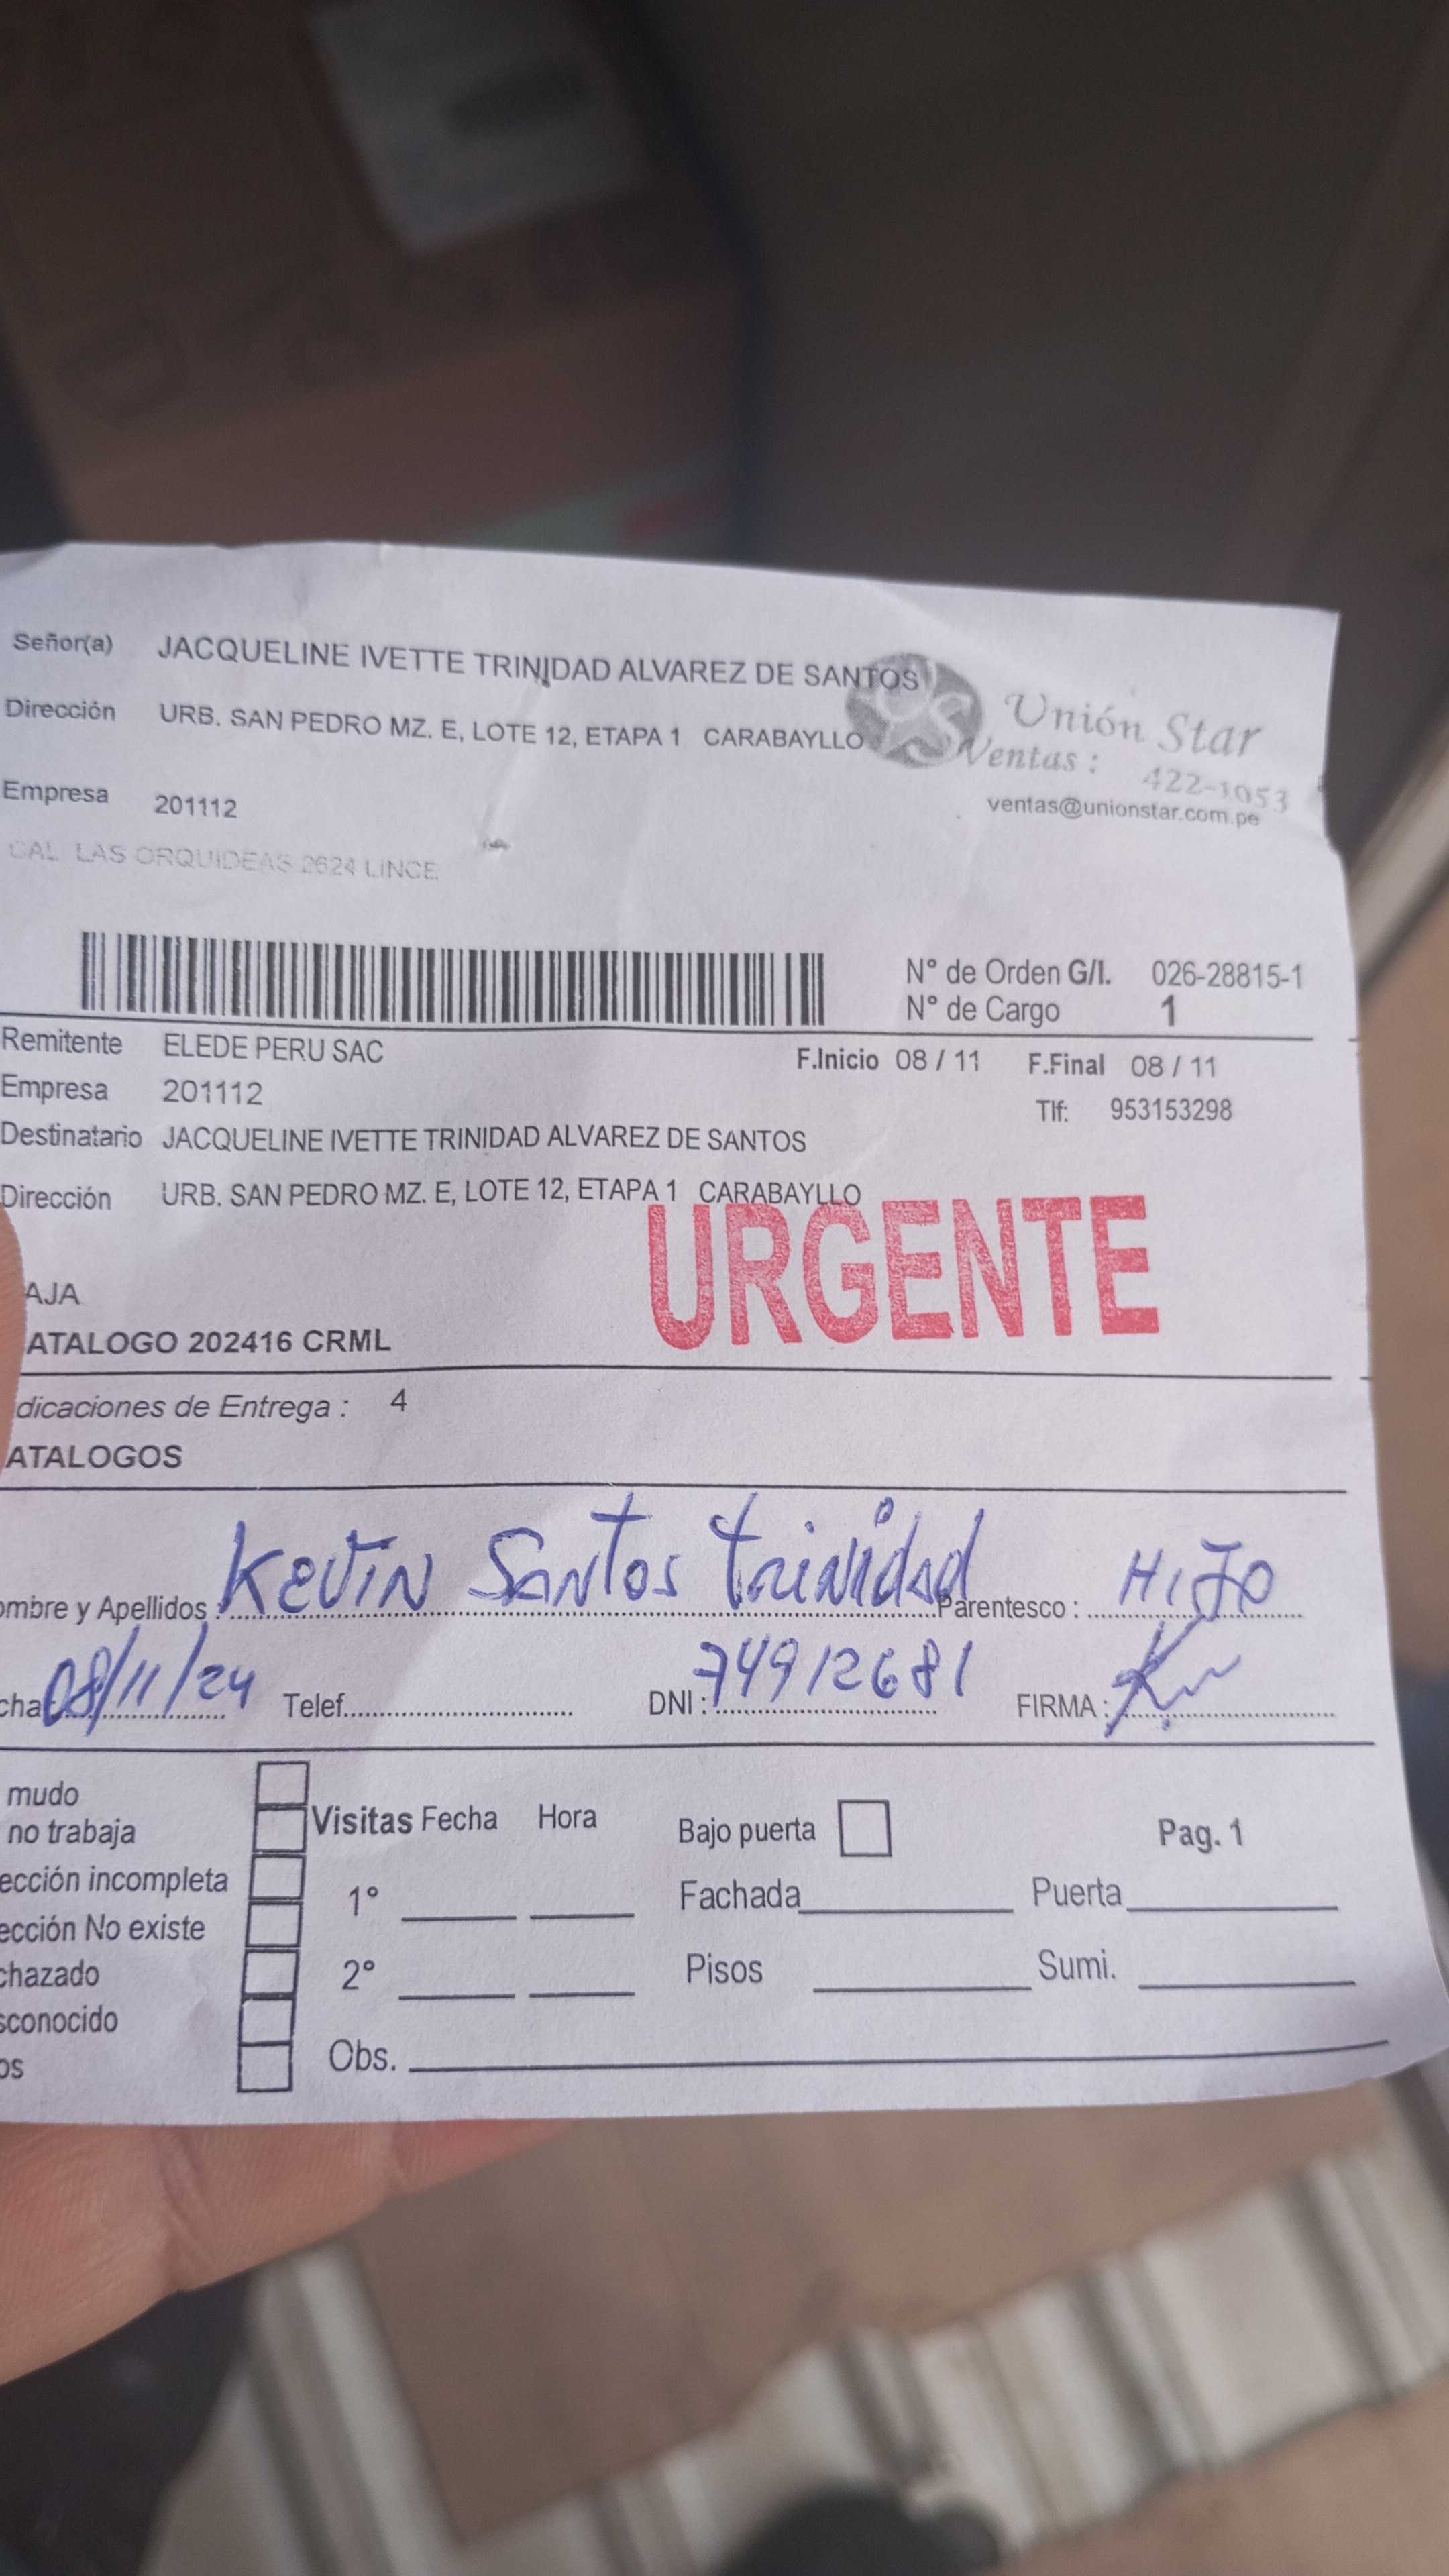 Señor(a) JACQUELINE IVETTE TRINIDAD ALVAREZ DE SANTOS
Dirección URB. SAN PEDRO MZ. E, LOTE 12, ETAPA 1 CARABAYLLO
Unión Star
Ventas : 422-1053
ventas@unionstar.com.pe
Empresa 201112
CAL LAS ORQUIDEAS 2624 LINCE
N° de Orden G/I. 026-28815-1
N° de Cargo 1
Remitente ELEDE PERU SAC F.Inicio 08 / 11 F.Final 08 / 11
Empresa 201112 Tlf: 953153298
Destinatario JACQUELINE IVETTE TRINIDAD ALVAREZ DE SANTOS
Dirección URB. SAN PEDRO MZ. E, LOTE 12, ETAPA 1 CARABAYLLO
URGENTE
AJA
ATALOGO 202416 CRML
dicaciones de Entrega : 4
ATALOGOS
ombre y Apellidos : Kevin Santos Trinidad Parentesco : HIJO
cha 08/11/24 Telef. DNI : 74912681 FIRMA :
mudo
no trabaja
ección incompleta
ección No existe
chazado
sconocido
os
Visitas Fecha Hora Bajo puerta Pag. 1
1° Fachada Puerta
2° Pisos Sumi.
Obs.